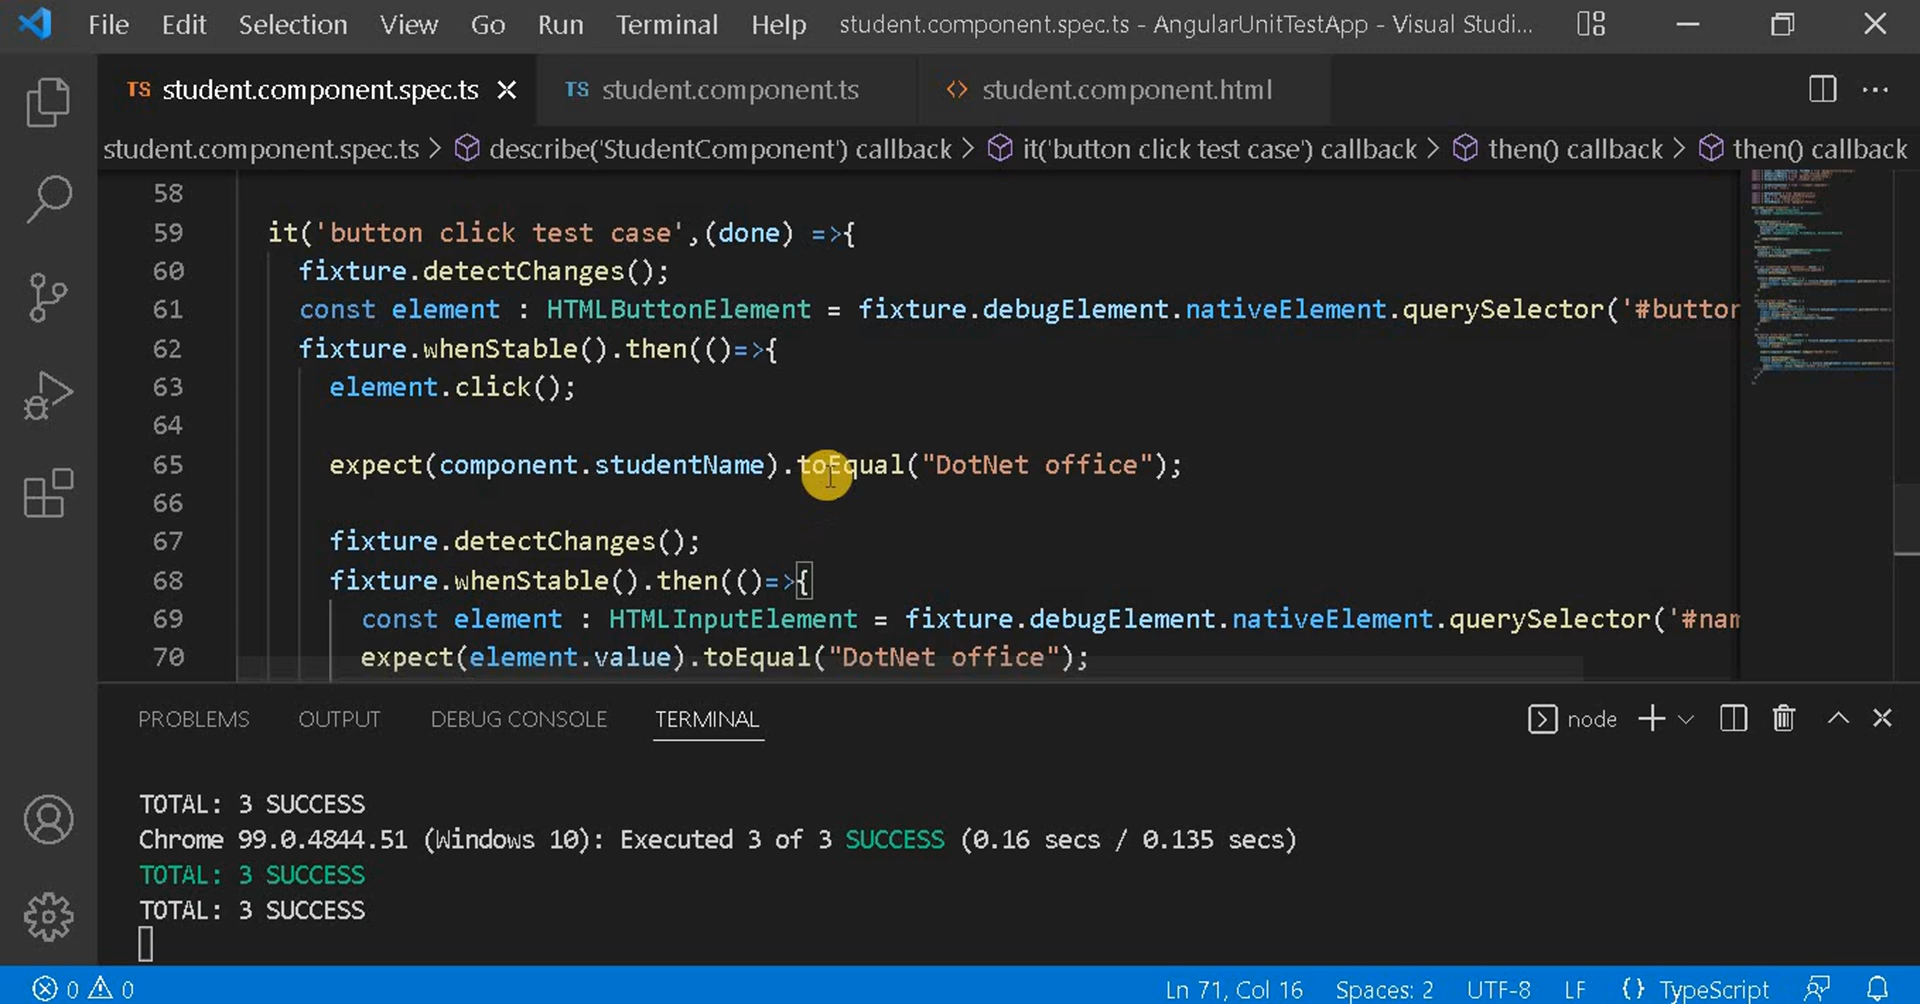 File Edit Selection View Go Run Terminal Help student.component.spec.ts - AngularUnitTestApp - Visual Studi...
TS student.component.spec.ts TS student.component.ts <> student.component.html
student.component.spec.ts > describe('StudentComponent') callback > it('button click test case') callback > then() callback > then() callback
58
59 it('button click test case',(done) =>{
60 fixture.detectChanges();
61 const element : HTMLButtonElement = fixture.debugElement.nativeElement.querySelector('#button
62 fixture.whenStable().then(()=>{
63 element.click();
64
65 expect(component.studentName).toEqual("DotNet office");
66
67 fixture.detectChanges();
68 fixture.whenStable().then(()=>{
69 const element : HTMLInputElement = fixture.debugElement.nativeElement.querySelector('#nam
70 expect(element.value).toEqual("DotNet office");
PROBLEMS OUTPUT DEBUG CONSOLE TERMINAL node
TOTAL: 3 SUCCESS
Chrome 99.0.4844.51 (Windows 10): Executed 3 of 3 SUCCESS (0.16 secs / 0.135 secs)
TOTAL: 3 SUCCESS
TOTAL: 3 SUCCESS
0 0 Ln 71, Col 16 Spaces: 2 UTF-8 LF {} TypeScript